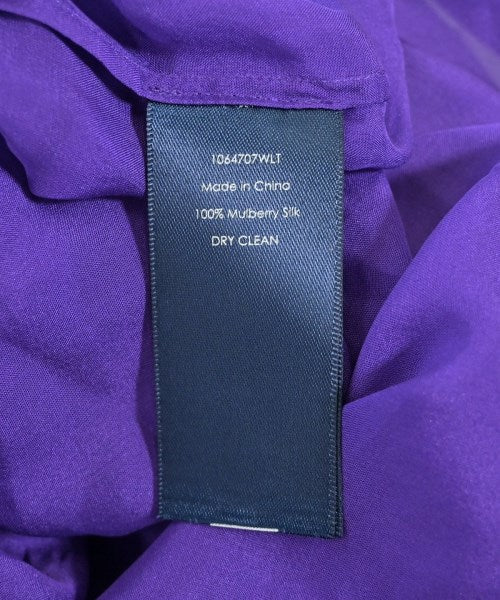 1064707WLT
Made in China
100% Mulberry Silk
DRY CLEAN